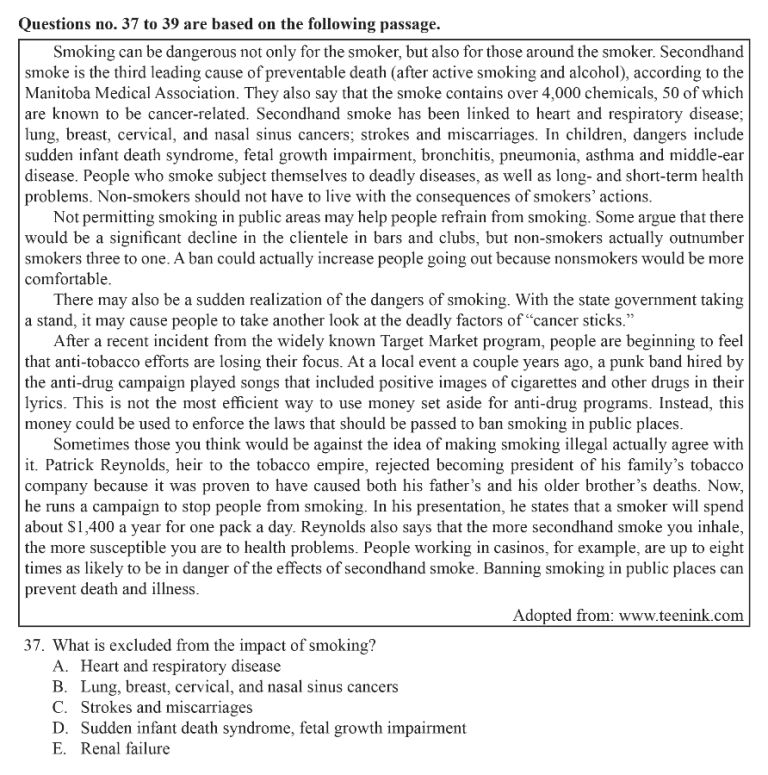 Questions no. 37 to 39 are based on the following passage.
Smoking can be dangerous not only for the smoker, but also for those around the smoker. Secondhand
smoke is the third leading cause of preventable death (after active smoking and alcohol), according to the
Manitoba Medical Association. They also say that the smoke contains over 4,000 chemicals, 50 of which
are known to be cancer-related. Secondhand smoke has been linked to heart and respiratory disease;
lung, breast, cervical, and nasal sinus cancers; strokes and miscarriages. In children, dangers include
sudden infant death syndrome, fetal growth impairment, bronchitis, pneumonia, asthma and middle-ear
disease. People who smoke subject themselves to deadly diseases, as well as long- and short-term health
problems. Non-smokers should not have to live with the consequences of smokers' actions.
Not permitting smoking in public areas may help people refrain from smoking. Some argue that there
would be a significant decline in the clientele in bars and clubs, but non-smokers actually outnumber
smokers three to one. A ban could actually increase people going out because nonsmokers would be more
comfortable.
There may also be a sudden realization of the dangers of smoking. With the state government taking
a stand, it may cause people to take another look at the deadly factors of "cancer sticks."
After a recent incident from the widely known Target Market program, people are beginning to feel
that anti-tobacco efforts are losing their focus. At a local event a couple years ago, a punk band hired by
the anti-drug campaign played songs that included positive images of cigarettes and other drugs in their
lyrics. This is not the most efficient way to use money set aside for anti-drug programs. Instead, this
money could be used to enforce the laws that should be passed to ban smoking in public places.
Sometimes those you think would be against the idea of making smoking illegal actually agree with
it. Patrick Reynolds, heir to the tobacco empire, rejected becoming president of his family's tobacco
company because it was proven to have caused both his father's and his older brother's deaths. Now,
he runs a campaign to stop people from smoking. In his presentation, he states that a smoker will spend
about $1,400 a year for one pack a day. Reynolds also says that the more secondhand smoke you inhale,
the more susceptible you are to health problems. People working in casinos, for example, are up to eight
times as likely to be in danger of the effects of secondhand smoke. Banning smoking in public places can
prevent death and illness.
Adopted from: www.teenink.com
37. What is excluded from the impact of smoking?
A. Heart and respiratory disease
B. Lung, breast, cervical, and nasal sinus cancers
C. Strokes and miscarriages
D. Sudden infant death syndrome, fetal growth impairment
E. Renal failure